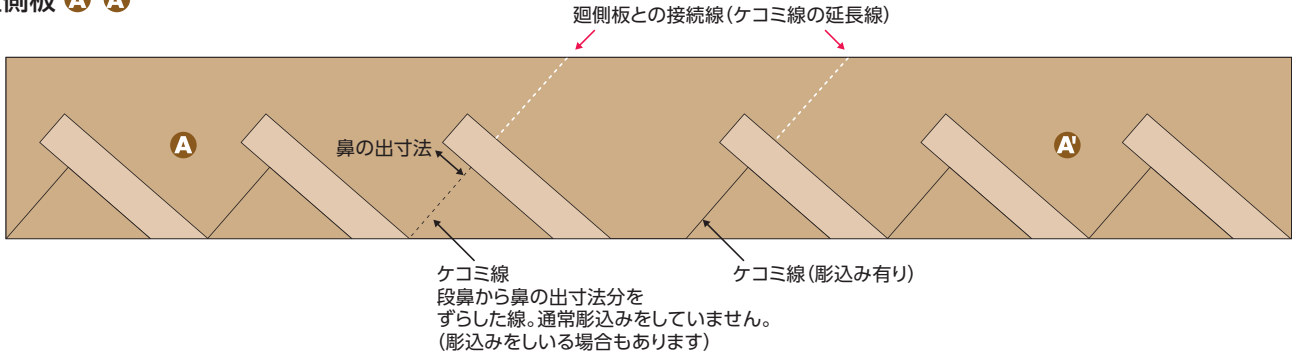 側板 A A'
廻側板との接続線(ケコミ線の延長線)
A
鼻の出寸法
A'
ケコミ線
段鼻から鼻の出寸法分を
ずらした線。通常彫込みをしていません。
(彫込みをしいる場合もあります)
ケコミ線(彫込み有り)